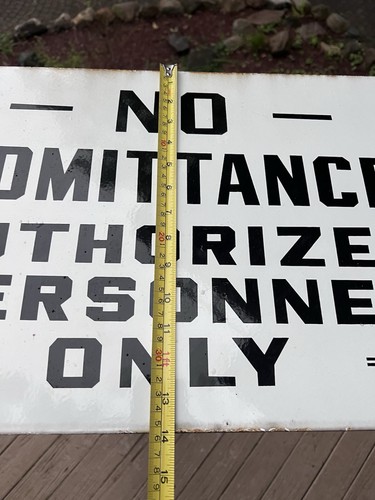 — NO —
DMITTANCE
UTHORIZE
ERSONNE
ONLY